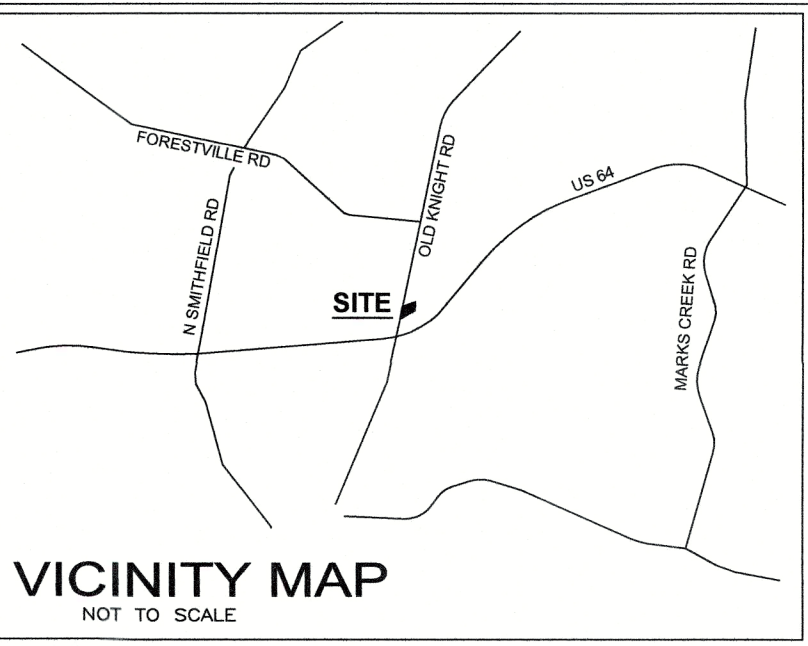 FORESTVILLE RD
OLD KNIGHT RD
US 64
N SMITHFIELD RD
MARKS CREEK RD
SITE
VICINITY MAP
NOT TO SCALE